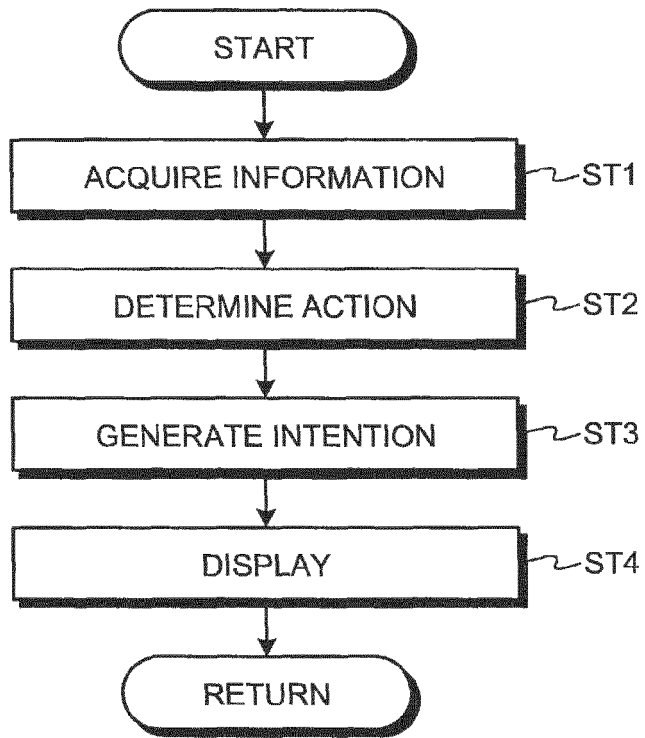 START
ACQUIRE INFORMATION ST1
DETERMINE ACTION ST2
GENERATE INTENTION ST3
DISPLAY ST4
RETURN